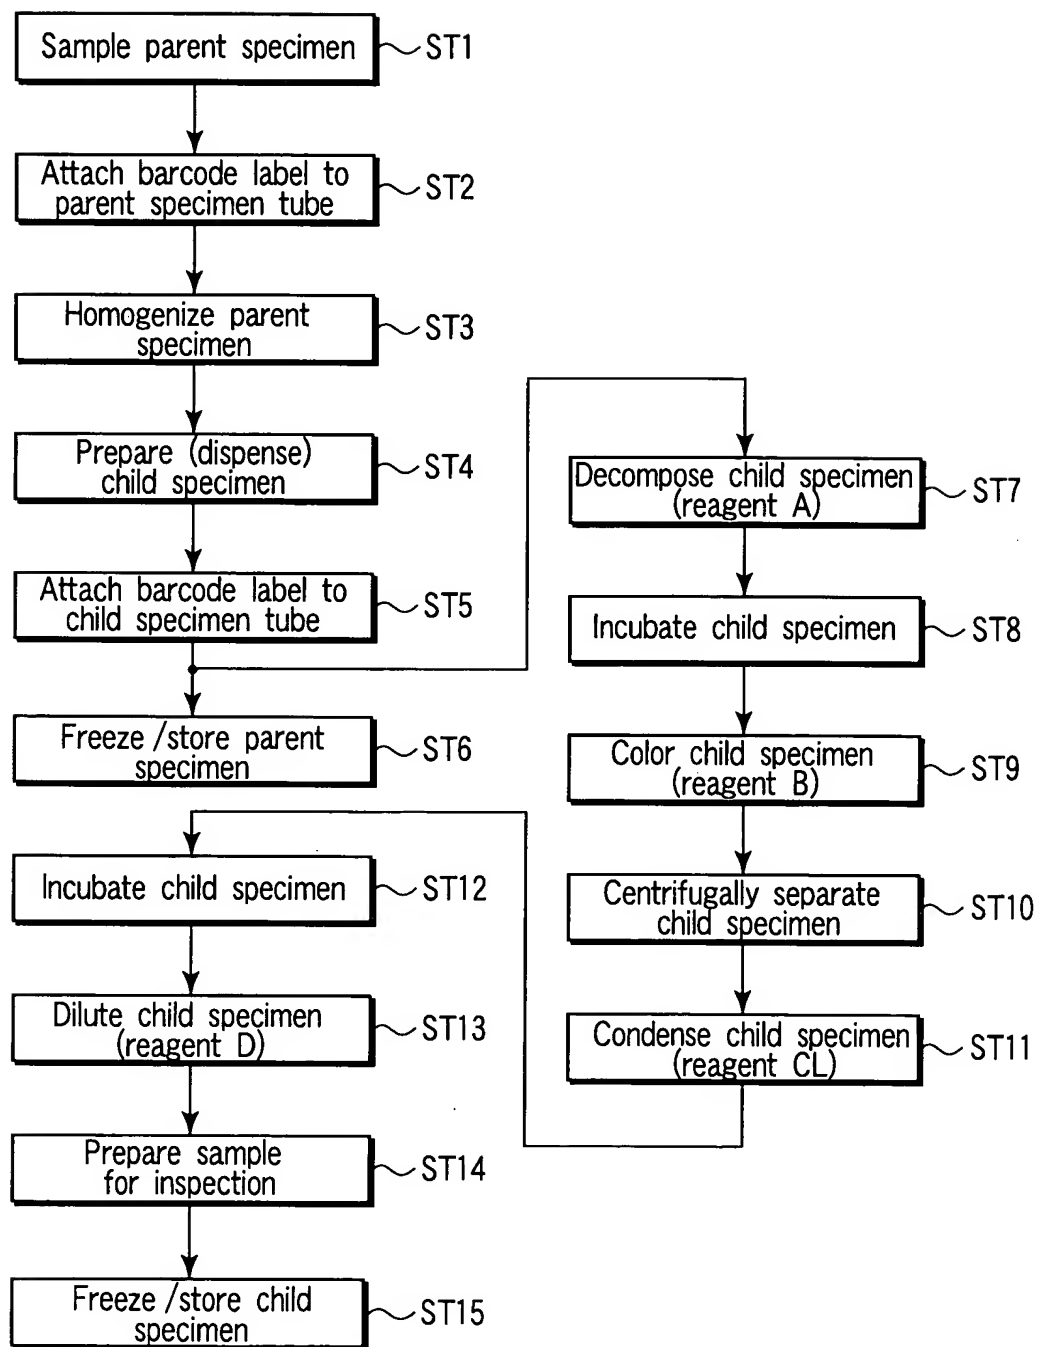 Sample parent specimen
ST1
Attach barcode label to
parent specimen tube
ST2
Homogenize parent
specimen
ST3
Prepare (dispense)
child specimen
ST4
Attach barcode label to
child specimen tube
ST5
Freeze /store parent
specimen
ST6
Decompose child specimen
(reagent A)
ST7
Incubate child specimen
ST8
Color child specimen
(reagent B)
ST9
Centrifugally separate
child specimen
ST10
Condense child specimen
(reagent CL)
ST11
Incubate child specimen
ST12
Dilute child specimen
(reagent D)
ST13
Prepare sample
for inspection
ST14
Freeze /store child
specimen
ST15